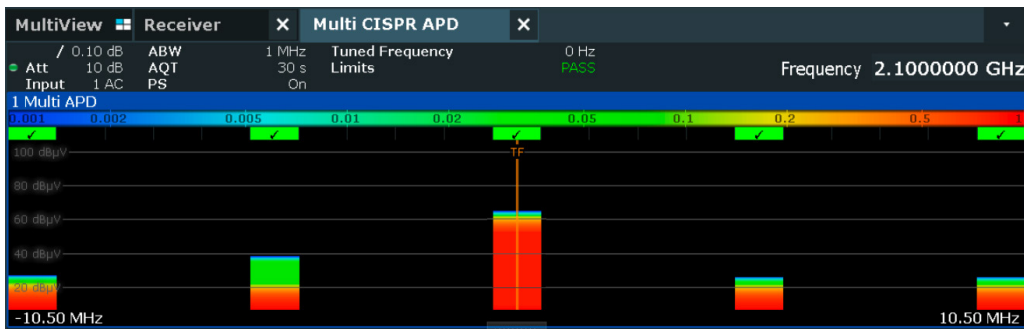 MultiView Receiver × Multi CISPR APD ×
/ 0.10 dB ABW 1 MHz Tuned Frequency 0 Hz
Att 10 dB AQT 30 s Limits PASS
Input 1 AC PS On
Frequency 2.1000000 GHz
1 Multi APD
0.001 0.002 0.005 0.01 0.02 0.05 0.1 0.2 0.5 1
✓ ✓ ✓ ✓ ✓
TF
100 dBµV
80 dBµV
60 dBµV
40 dBµV
20 dBµV
-10.50 MHz 10.50 MHz